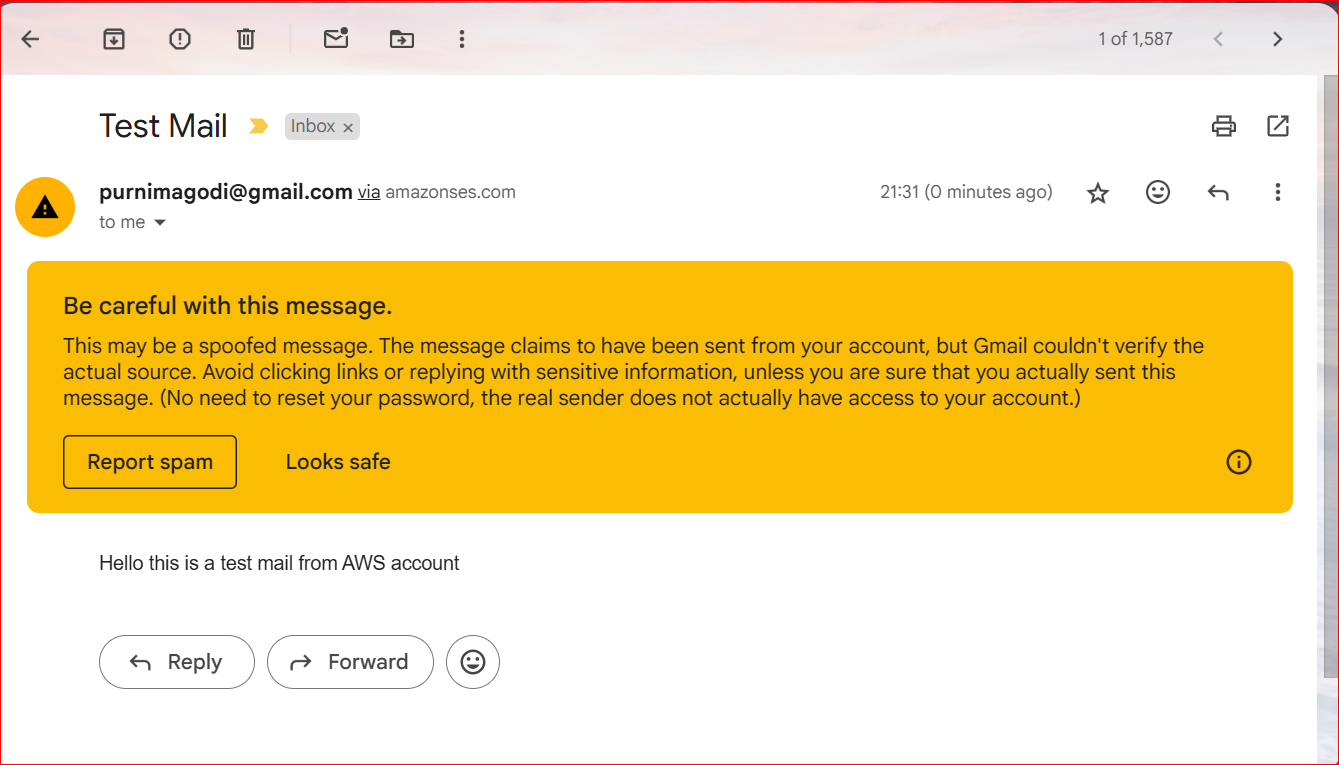 1 of 1,587
Test Mail Inbox ×
purnimagodi@gmail.com via amazonses.com 21:31 (0 minutes ago)
to me
Be careful with this message.
This may be a spoofed message. The message claims to have been sent from your account, but Gmail couldn't verify the
actual source. Avoid clicking links or replying with sensitive information, unless you are sure that you actually sent this
message. (No need to reset your password, the real sender does not actually have access to your account.)
Report spam Looks safe
Hello this is a test mail from AWS account
Reply Forward